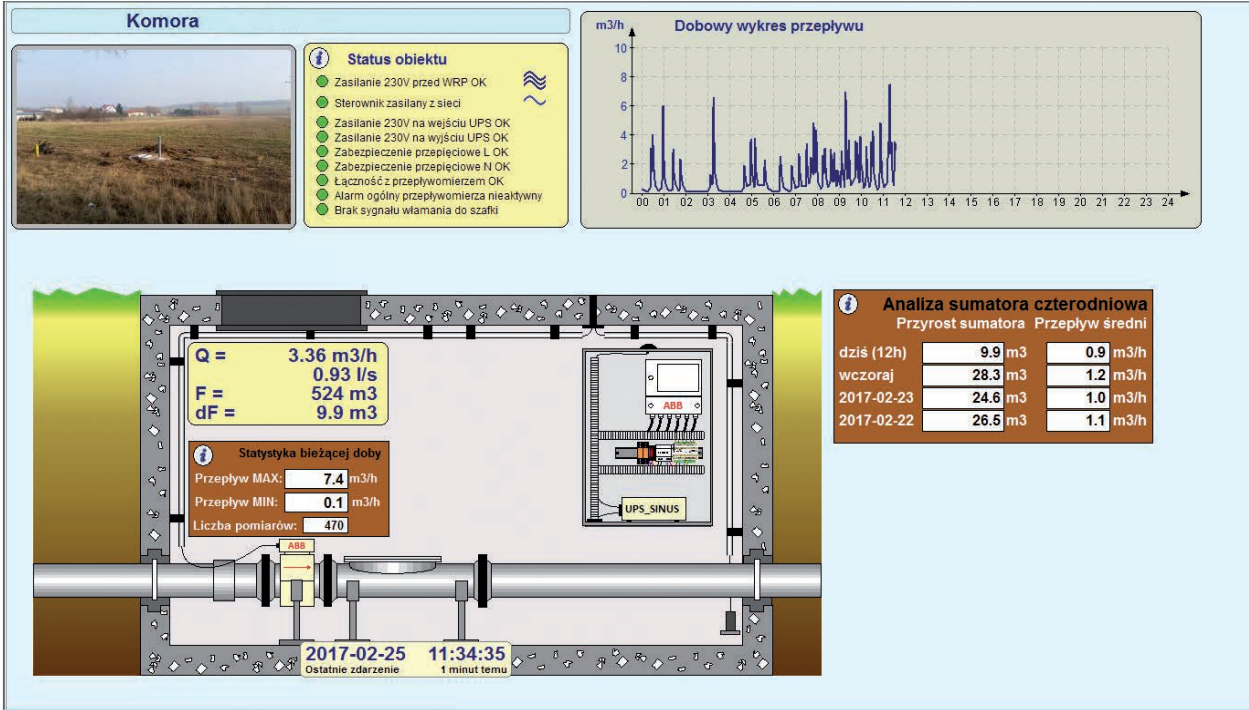 Komora
Status obiektu
Zasilanie 230V przed WRP OK
Sterownik zasilany z sieci
Zasilanie 230V na wejściu UPS OK
Zasilanie 230V na wyjściu UPS OK
Zabezpieczenie przepięciowe L OK
Zabezpieczenie przepięciowe N OK
Łączność z przepływomierzem OK
Alarm ogólny przepływomierza nieaktywny
Brak sygnału włamania do szafki
m3/h Dobowy wykres przepływu
10
8
6
4
2
0
00 01 02 03 04 05 06 07 08 09 10 11 12 13 14 15 16 17 18 19 20 21 22 23 24
Q = 3.36 m3/h
0.93 l/s
F = 524 m3
dF = 9.9 m3
Statystyka bieżącej doby
Przepływ MAX: 7.4 m3/h
Przepływ MIN: 0.1 m3/h
Liczba pomiarów: 470
ABB
ABB
UPS_SINUS
2017-02-25 11:34:35
Ostatnie zdarzenie 1 minut temu
Analiza sumatora czterodniowa
Przyrost sumatora Przepływ średni
dziś (12h) 9.9 m3 0.9 m3/h
wczoraj 28.3 m3 1.2 m3/h
2017-02-23 24.6 m3 1.0 m3/h
2017-02-22 26.5 m3 1.1 m3/h